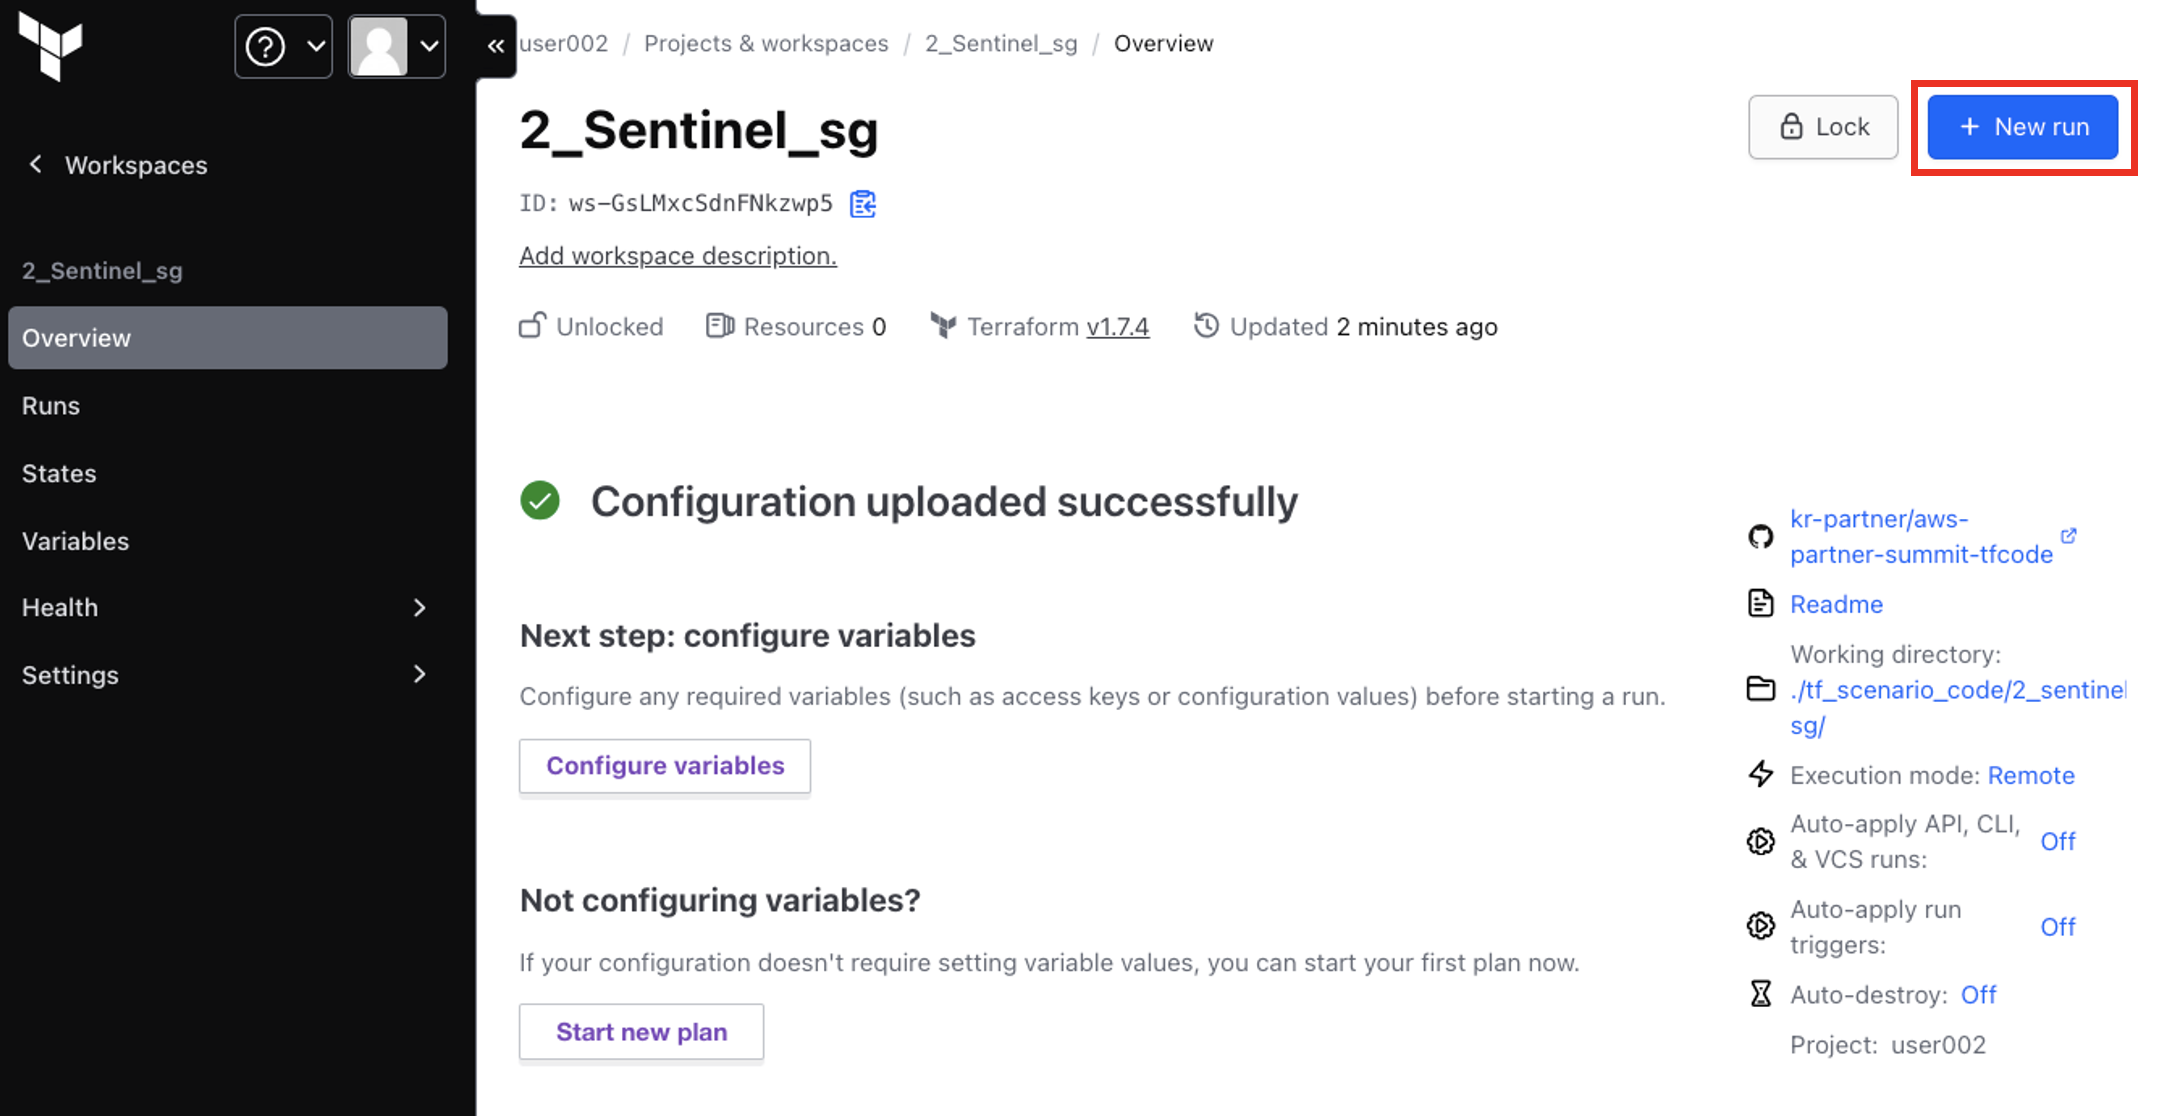 user002 / Projects & workspaces / 2_Sentinel_sg / Overview
Workspaces
2_Sentinel_sg
Overview
Runs
States
Variables
Health
Settings
2_Sentinel_sg
Lock
+ New run
ID: ws-GsLMxcSdnFNkzwp5
Add workspace description.
Unlocked
Resources 0
Terraform v1.7.4
Updated 2 minutes ago
Configuration uploaded successfully
Next step: configure variables
Configure any required variables (such as access keys or configuration values) before starting a run.
Configure variables
Not configuring variables?
If your configuration doesn't require setting variable values, you can start your first plan now.
Start new plan
kr-partner/aws-
partner-summit-tfcode
Readme
Working directory:
./tf_scenario_code/2_sentinel
sg/
Execution mode: Remote
Auto-apply API, CLI,
& VCS runs: Off
Auto-apply run
triggers: Off
Auto-destroy: Off
Project: user002